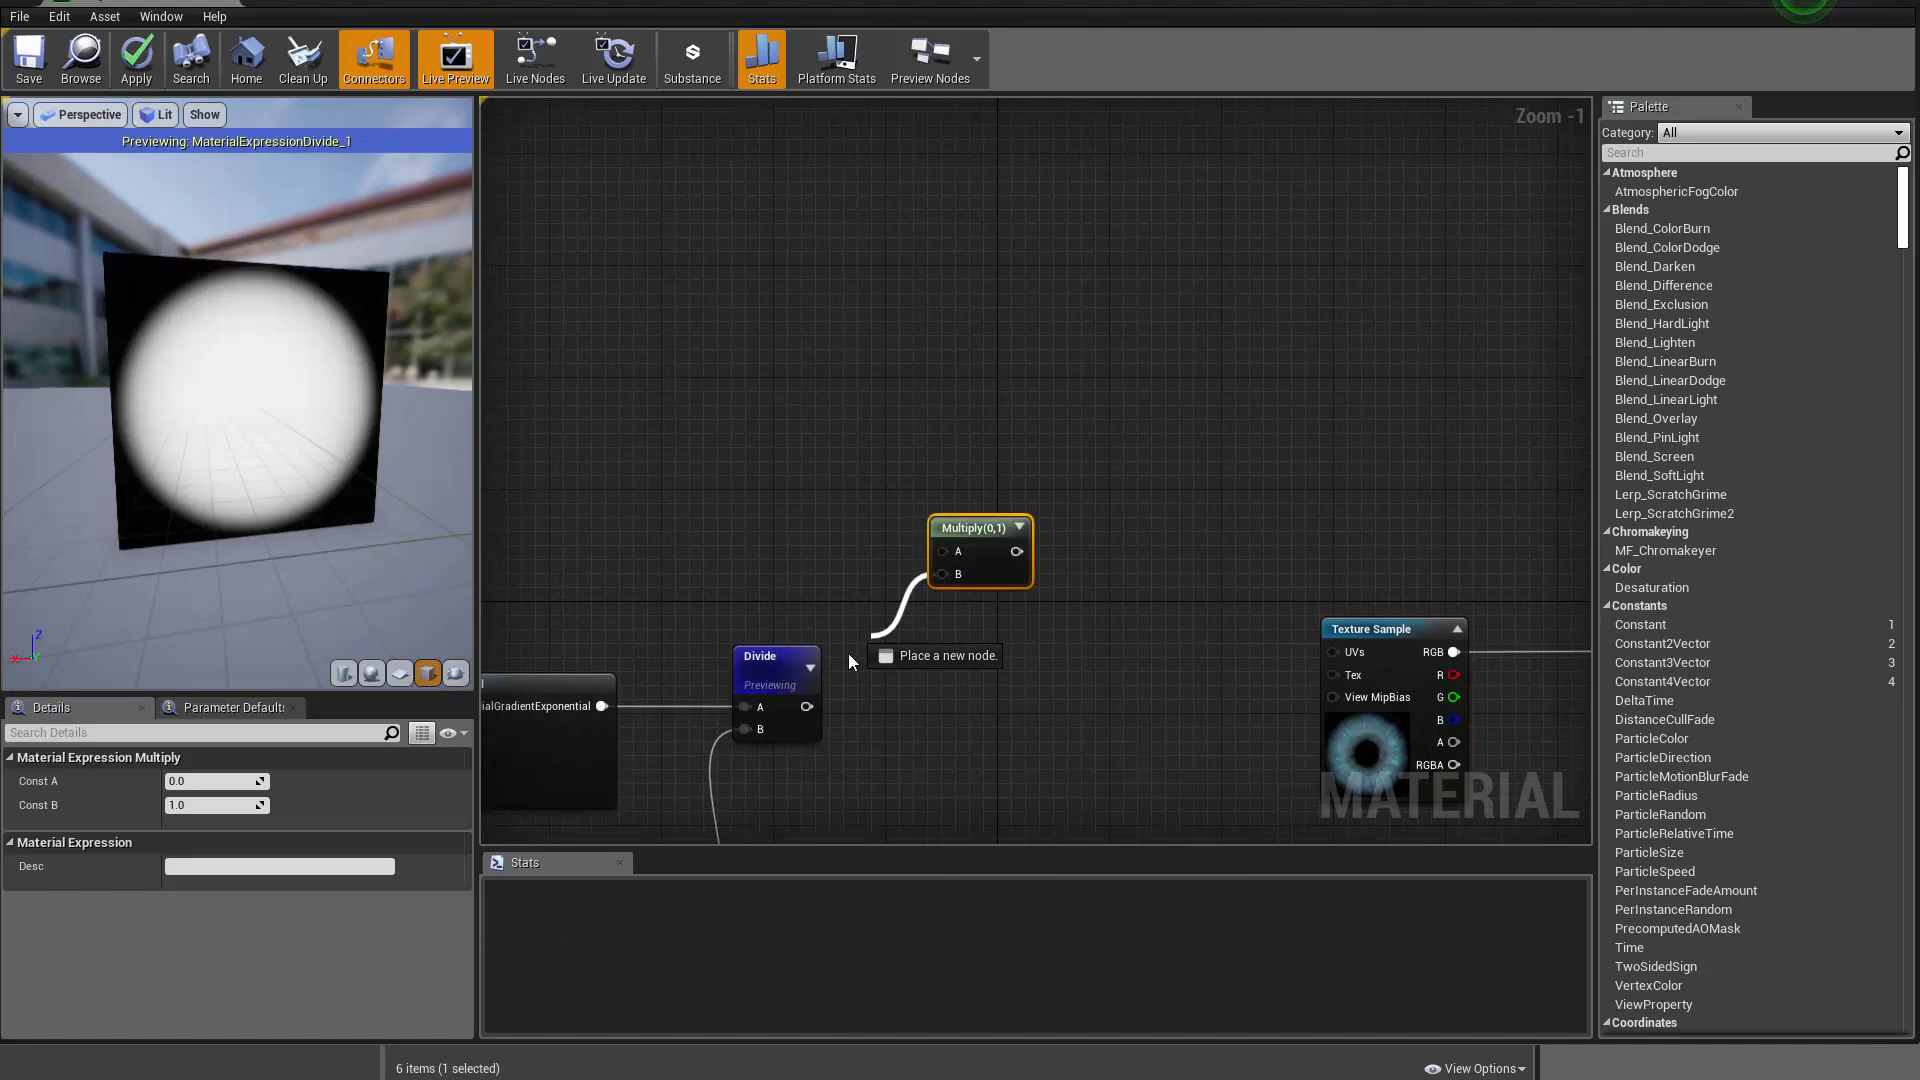 File Edit Asset Window Help
Save Browse Apply Search Home Clean Up Connectors Live Preview Live Nodes Live Update Substance Stats Platform Stats Preview Nodes
Perspective Lit Show
Previewing: MaterialExpressionDivide_1
Zoom -1
Multiply(0,1)
A
B
Place a new node.
Divide
Previewing
A
B
ialGradientExponential
Texture Sample
UVs RGB
Tex R
View MipBias G
B
A
RGBA
MATERIAL
Z
X
Y
Palette
Category: All
Search
Atmosphere
AtmosphericFogColor
Blends
Blend_ColorBurn
Blend_ColorDodge
Blend_Darken
Blend_Difference
Blend_Exclusion
Blend_HardLight
Blend_Lighten
Blend_LinearBurn
Blend_LinearDodge
Blend_LinearLight
Blend_Overlay
Blend_PinLight
Blend_Screen
Blend_SoftLight
Lerp_ScratchGrime
Lerp_ScratchGrime2
Chromakeying
MF_Chromakeyer
Color
Desaturation
Constants
Constant 1
Constant2Vector 2
Constant3Vector 3
Constant4Vector 4
DeltaTime
DistanceCullFade
ParticleColor
ParticleDirection
ParticleMotionBlurFade
ParticleRadius
ParticleRandom
ParticleRelativeTime
ParticleSize
ParticleSpeed
PerInstanceFadeAmount
PerInstanceRandom
PrecomputedAOMask
Time
TwoSidedSign
VertexColor
ViewProperty
Coordinates
Details Parameter Defaults
Search Details
Material Expression Multiply
Const A 0.0
Const B 1.0
Material Expression
Desc
Stats
6 items (1 selected)
View Options